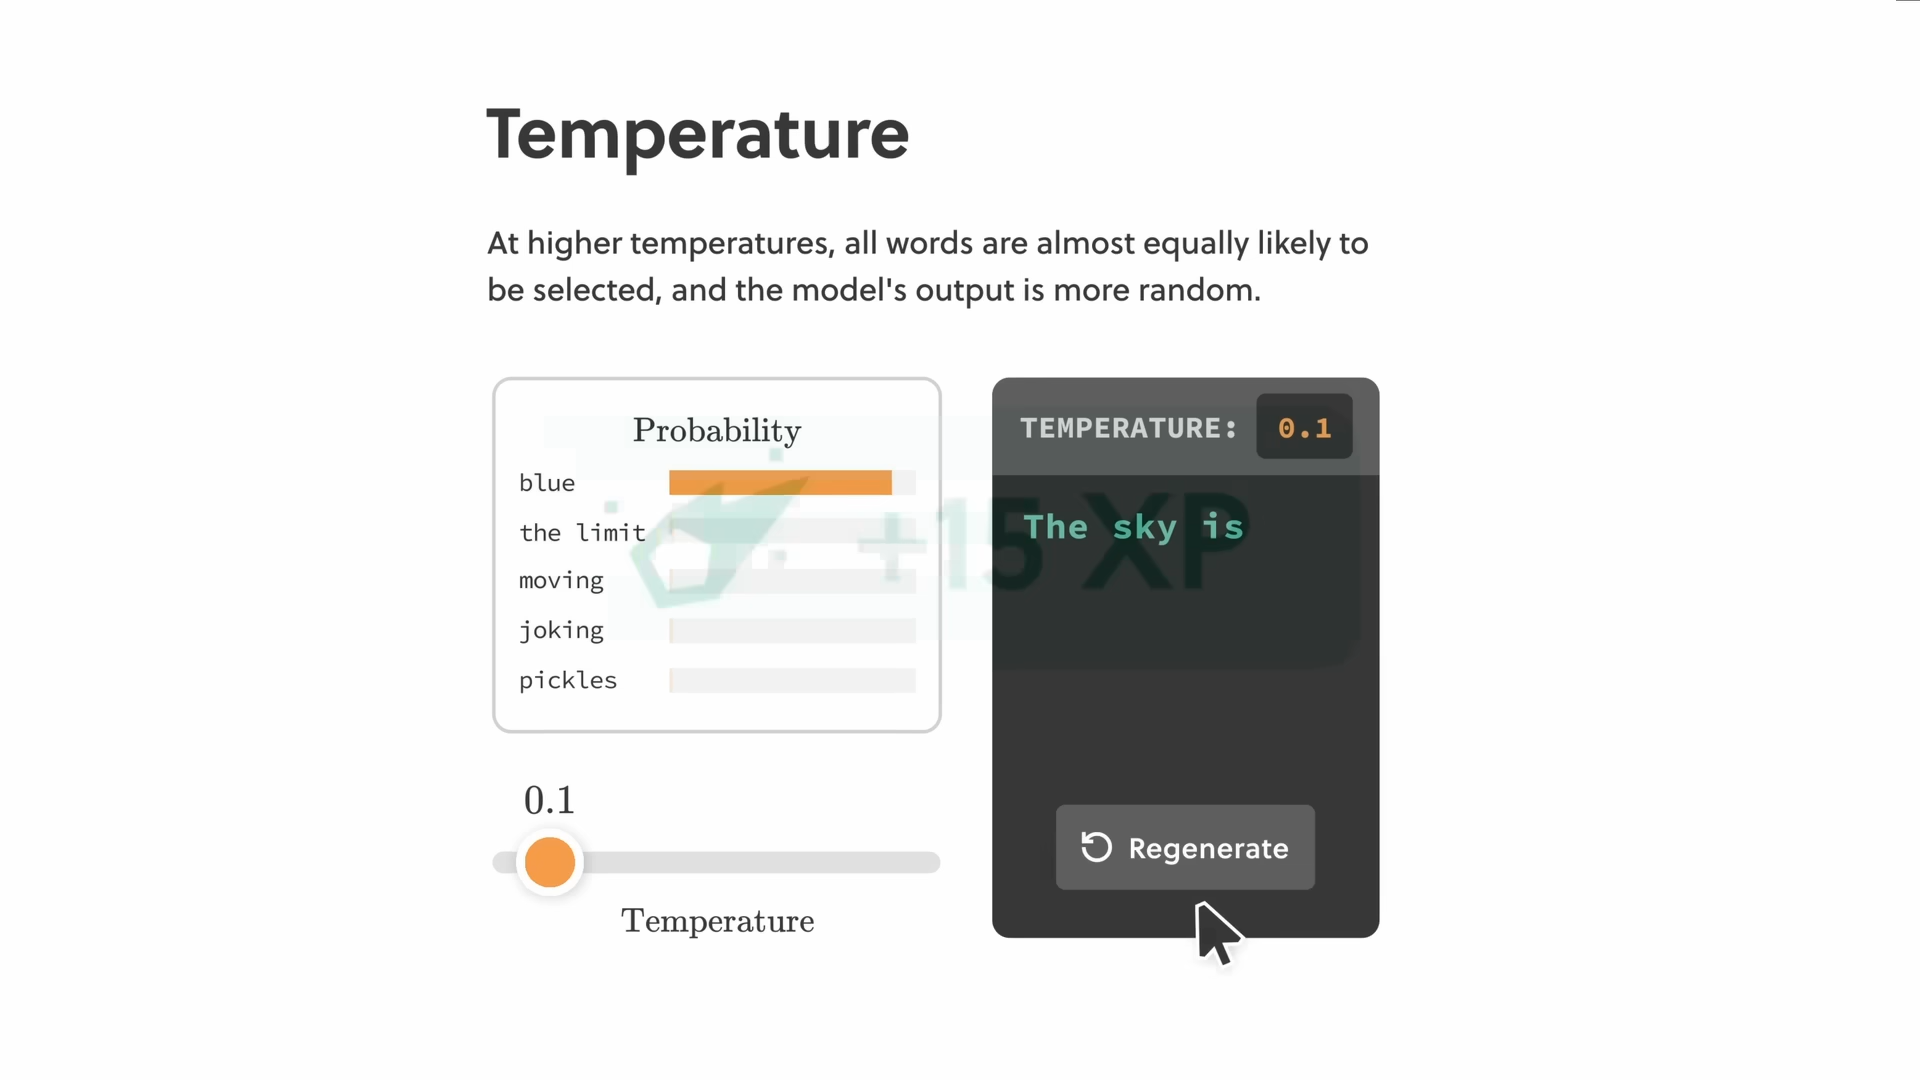 Temperature
At higher temperatures, all words are almost equally likely to
be selected, and the model's output is more random.
Probability
blue
the limit
moving
joking
pickles
0.1
Temperature
TEMPERATURE: 0.1
The sky is
+15 XP
Regenerate